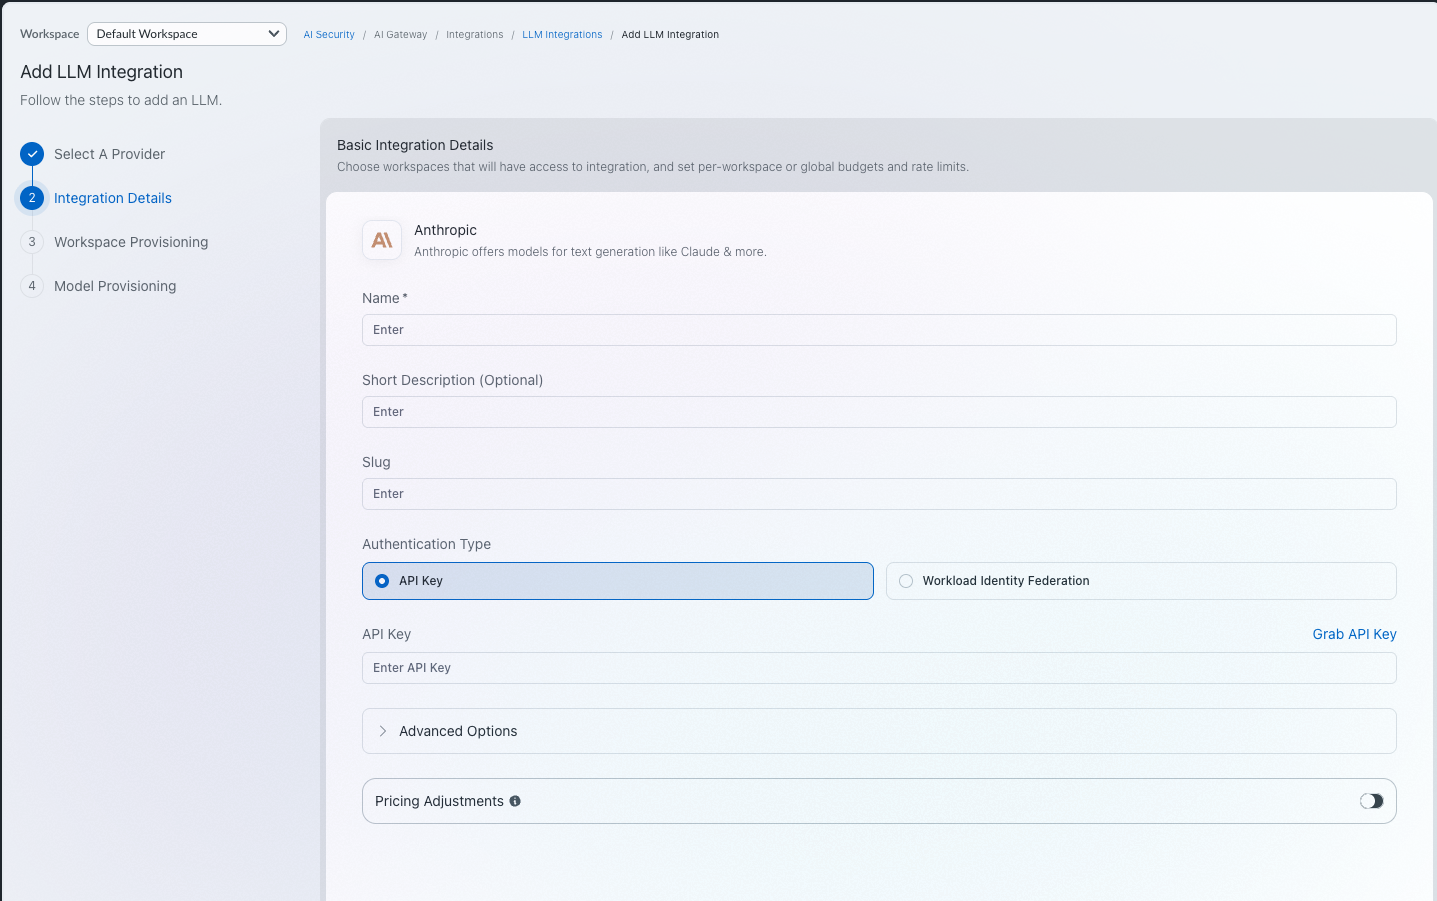 Workspace Default Workspace AI Security / AI Gateway / Integrations / LLM Integrations / Add LLM Integration
Add LLM Integration
Follow the steps to add an LLM.
Select A Provider
2 Integration Details
3 Workspace Provisioning
4 Model Provisioning
Basic Integration Details
Choose workspaces that will have access to integration, and set per-workspace or global budgets and rate limits.
Anthropic
Anthropic offers models for text generation like Claude & more.
Name *
Enter
Short Description (Optional)
Enter
Slug
Enter
Authentication Type
API Key Workload Identity Federation
API Key Grab API Key
Enter API Key
Advanced Options
Pricing Adjustments